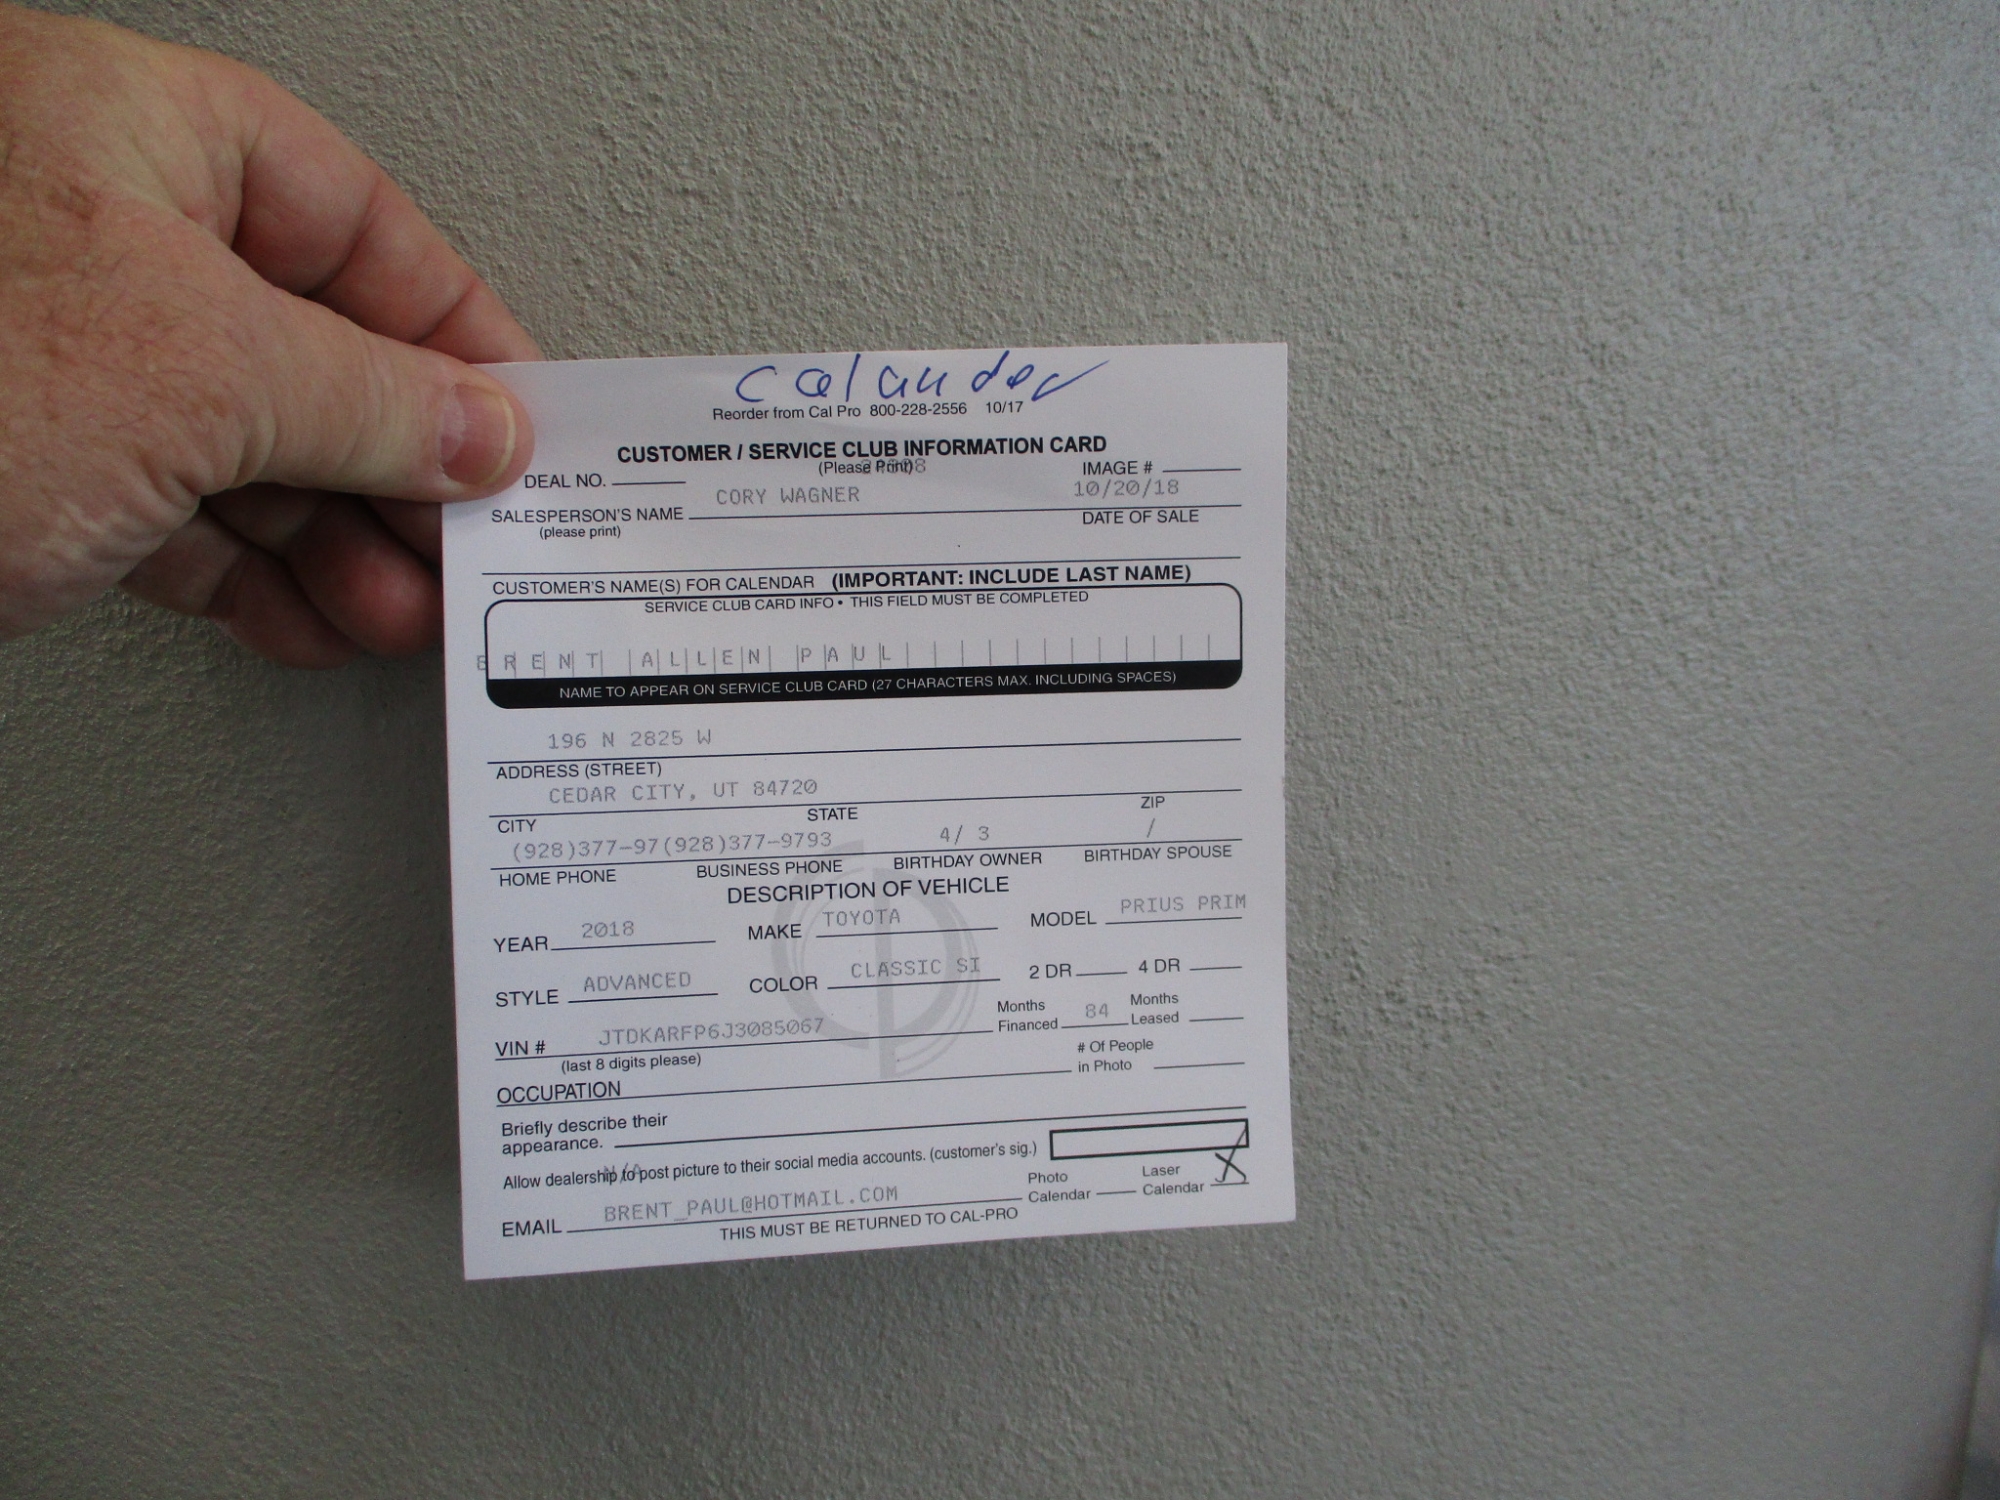 Calander
Reorder from Cal Pro 800-228-2556 10/17
CUSTOMER / SERVICE CLUB INFORMATION CARD
(Please Print)
DEAL NO. IMAGE #
CORY WAGNER 10/20/18
SALESPERSON'S NAME DATE OF SALE
(please print)
CUSTOMER'S NAME(S) FOR CALENDAR (IMPORTANT: INCLUDE LAST NAME)
SERVICE CLUB CARD INFO • THIS FIELD MUST BE COMPLETED
BRENT ALLEN PAUL
NAME TO APPEAR ON SERVICE CLUB CARD (27 CHARACTERS MAX. INCLUDING SPACES)
196 N 2825 W
ADDRESS (STREET)
CEDAR CITY, UT 84720
CITY STATE ZIP
(928)377-97(928)377-9793 4/ 3 /
HOME PHONE BUSINESS PHONE BIRTHDAY OWNER BIRTHDAY SPOUSE
DESCRIPTION OF VEHICLE
YEAR 2018 MAKE TOYOTA MODEL PRIUS PRIM
STYLE ADVANCED COLOR CLASSIC SI 2 DR 4 DR
VIN # JTDKARFP6J3085067 Months Financed 84 Months Leased
(last 8 digits please) # Of People in Photo
OCCUPATION
Briefly describe their
appearance.
Allow dealership to post picture to their social media accounts. (customer's sig.)
N/A
EMAIL BRENT_PAUL@HOTMAIL.COM Photo Calendar Laser Calendar X
THIS MUST BE RETURNED TO CAL-PRO